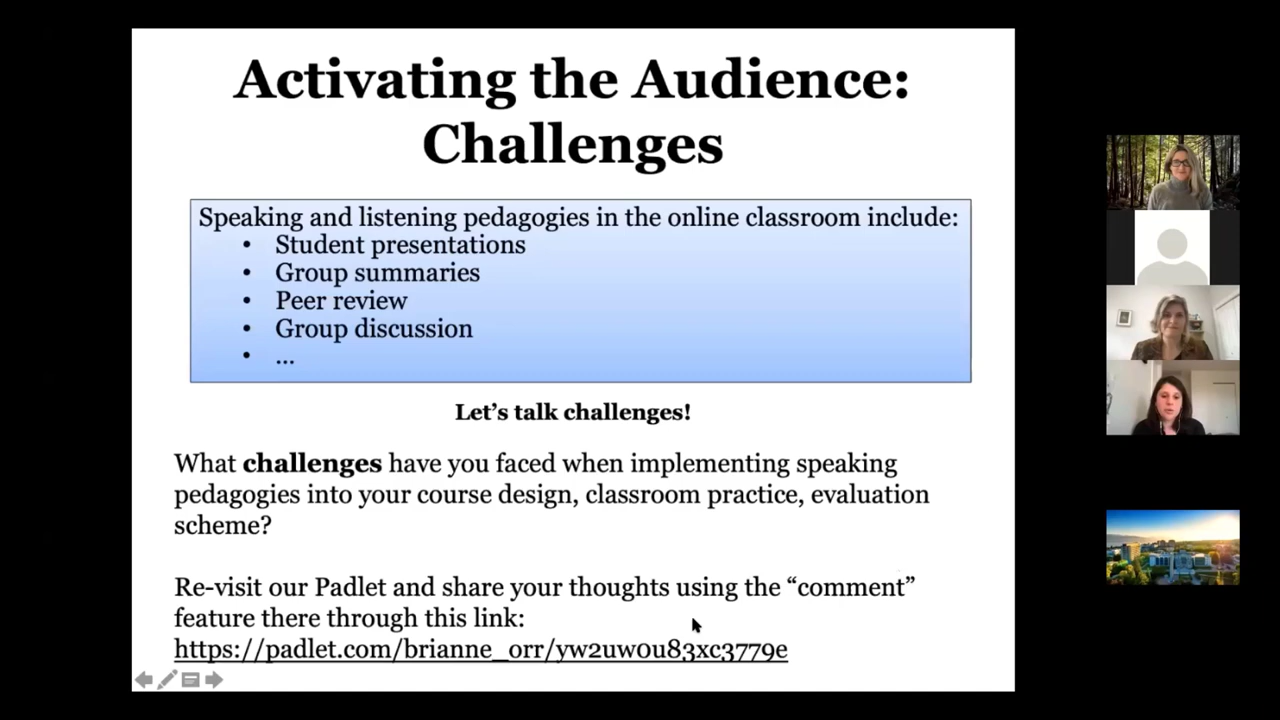 Activating the Audience:
Challenges
Speaking and listening pedagogies in the online classroom include:
• Student presentations
• Group summaries
• Peer review
• Group discussion
• ...
Let’s talk challenges!
What challenges have you faced when implementing speaking
pedagogies into your course design, classroom practice, evaluation
scheme?
Re-visit our Padlet and share your thoughts using the “comment”
feature there through this link:
https://padlet.com/brianne_orr/yw2uw0u83xc3779e